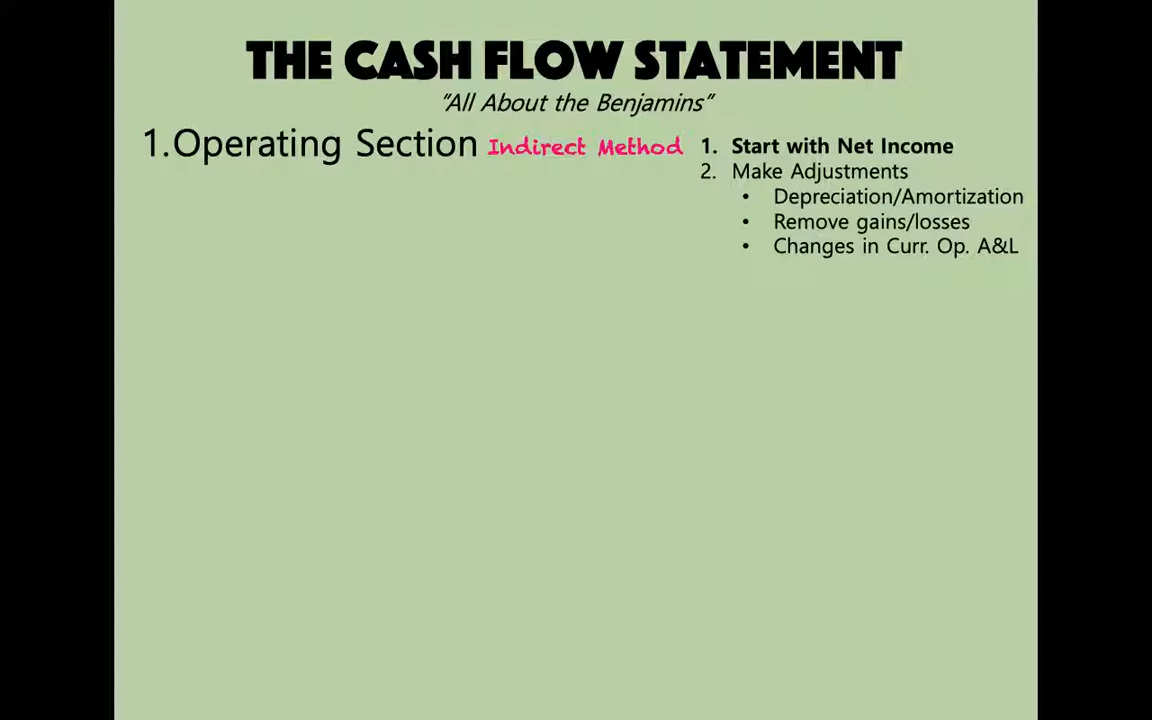 THE CASH FLOW STATEMENT
"All About the Benjamins"
1.Operating Section Indirect Method
1. Start with Net Income
2. Make Adjustments
• Depreciation/Amortization
• Remove gains/losses
• Changes in Curr. Op. A&L